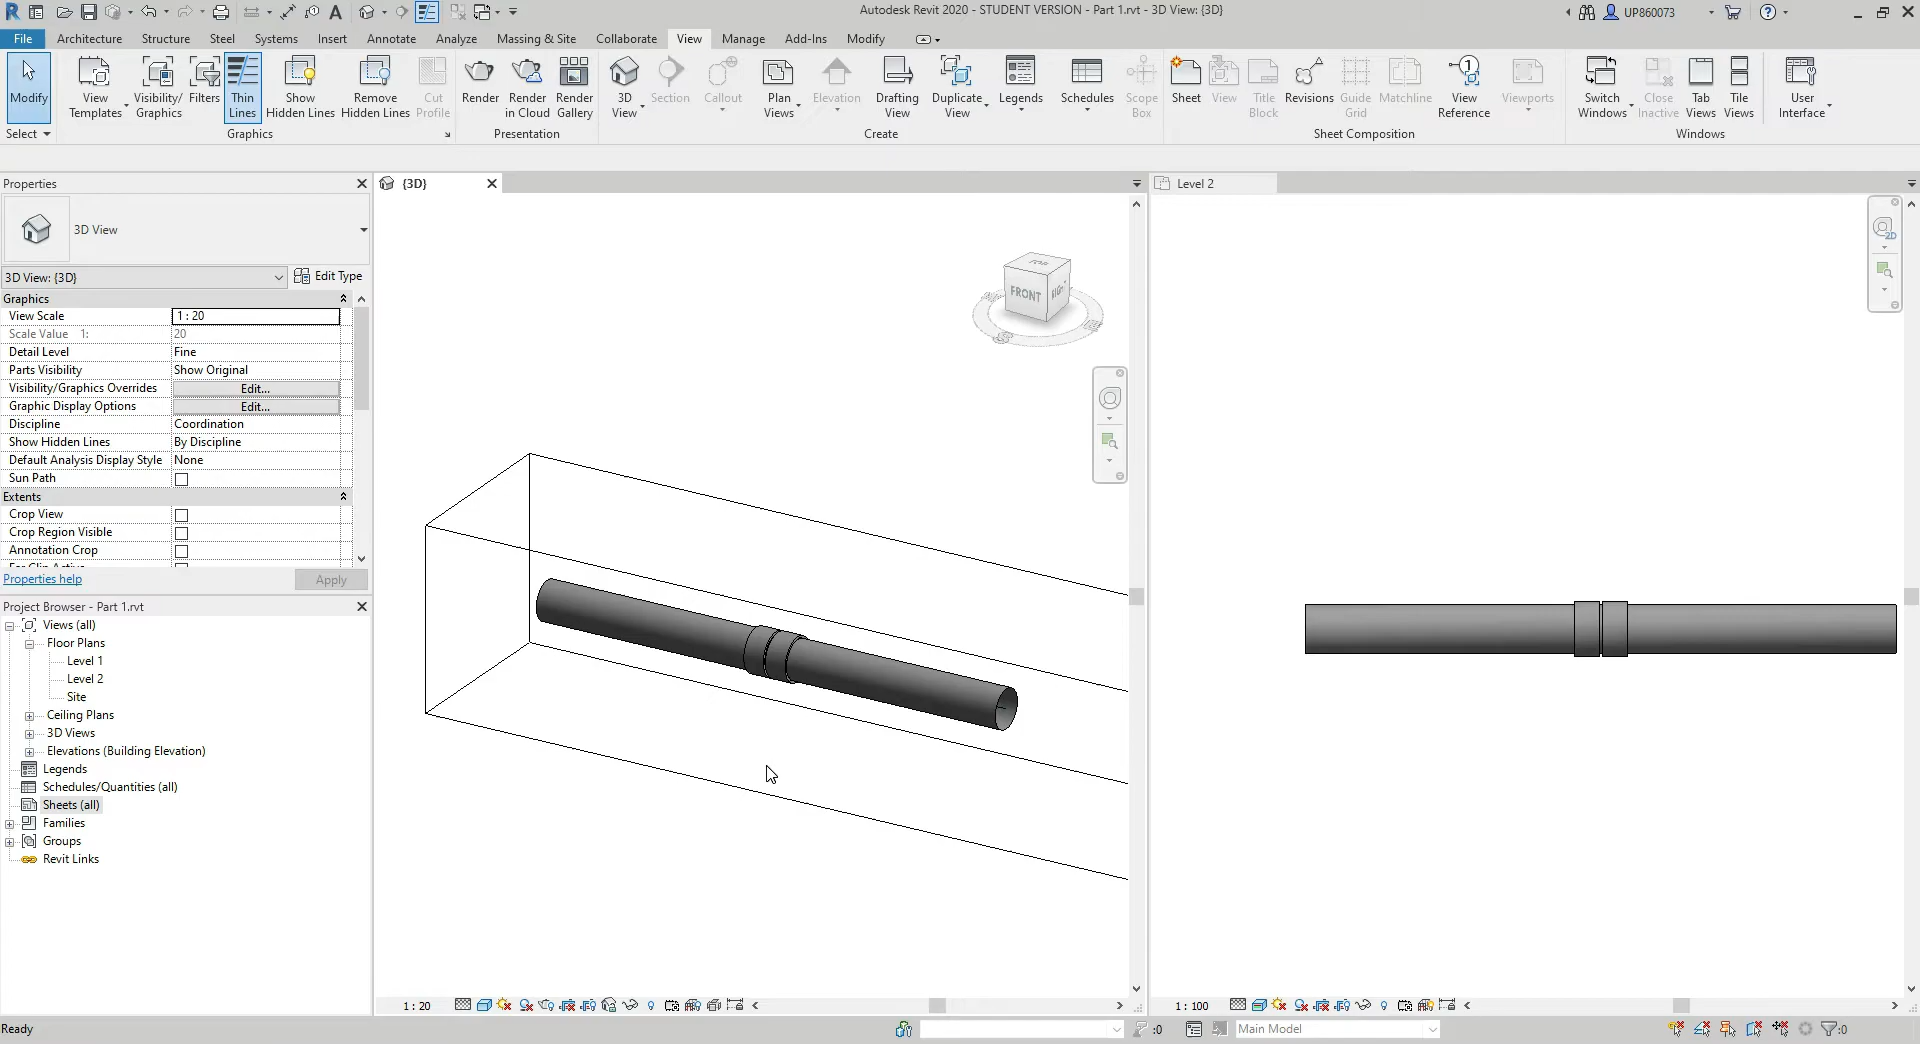 Autodesk Revit 2020 - STUDENT VERSION - Part 1.rvt - 3D View: {3D}
UP860073
File Architecture Structure Steel Systems Insert Annotate Analyze Massing & Site Collaborate View Manage Add-Ins Modify
Modify
View Templates
Visibility/ Graphics
Filters
Thin Lines
Show Hidden Lines
Remove Hidden Lines
Cut Profile
Render
Render in Cloud
Render Gallery
3D View
Section
Callout
Plan Views
Elevation
Drafting View
Duplicate View
Legends
Schedules
Scope Box
Sheet
View
Title Block
Revisions
Guide Grid
Matchline
View Reference
Viewports
Switch Windows
Close Inactive
Tab Views
Tile Views
User Interface
Select
Graphics
Presentation
Create
Sheet Composition
Windows
Properties
3D View
3D View: {3D}
Edit Type
Graphics
View Scale 1 : 20
Scale Value 1: 20
Detail Level Fine
Parts Visibility Show Original
Visibility/Graphics Overrides Edit...
Graphic Display Options Edit...
Discipline Coordination
Show Hidden Lines By Discipline
Default Analysis Display Style None
Sun Path
Extents
Crop View
Crop Region Visible
Annotation Crop
Properties help
Apply
Project Browser - Part 1.rvt
Views (all)
Floor Plans
Level 1
Level 2
Site
Ceiling Plans
3D Views
Elevations (Building Elevation)
Legends
Schedules/Quantities (all)
Sheets (all)
Families
Groups
Revit Links
{3D}
TOP
FRONT
RIGHT
1 : 20
Level 2
2D
1 : 100
Ready
:0
Main Model
:0